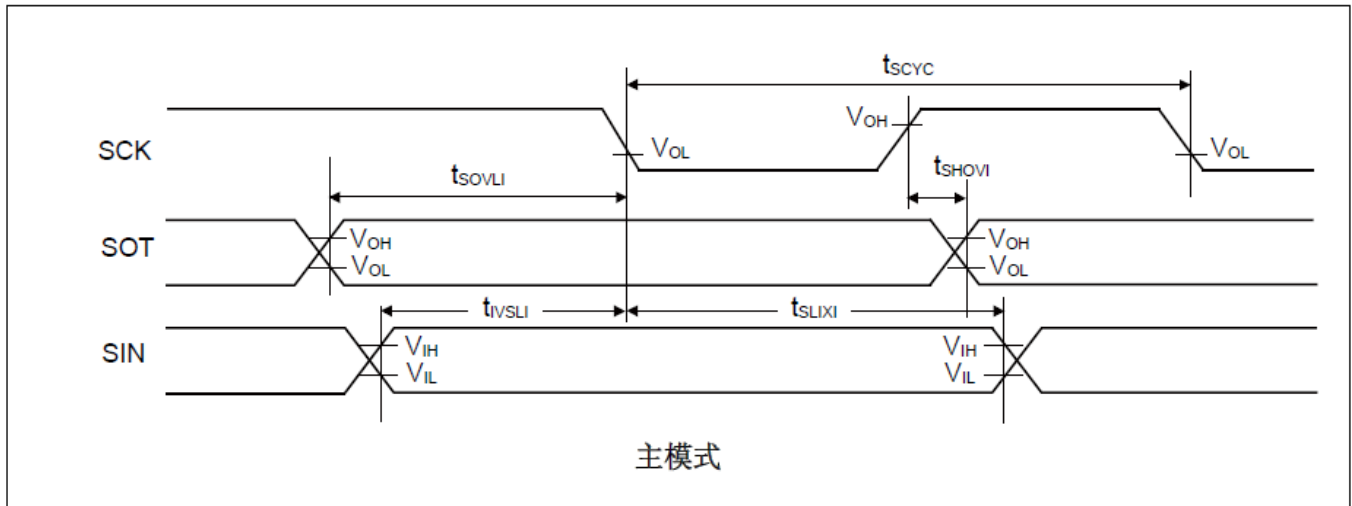 tSCYC
SCK
VOH
VOL
VOL
tSHOVI
tSOVLI
SOT
VOH
VOL
VOH
VOL
tIVSLI
tSLIXI
SIN
VIH
VIL
VIH
VIL
主模式